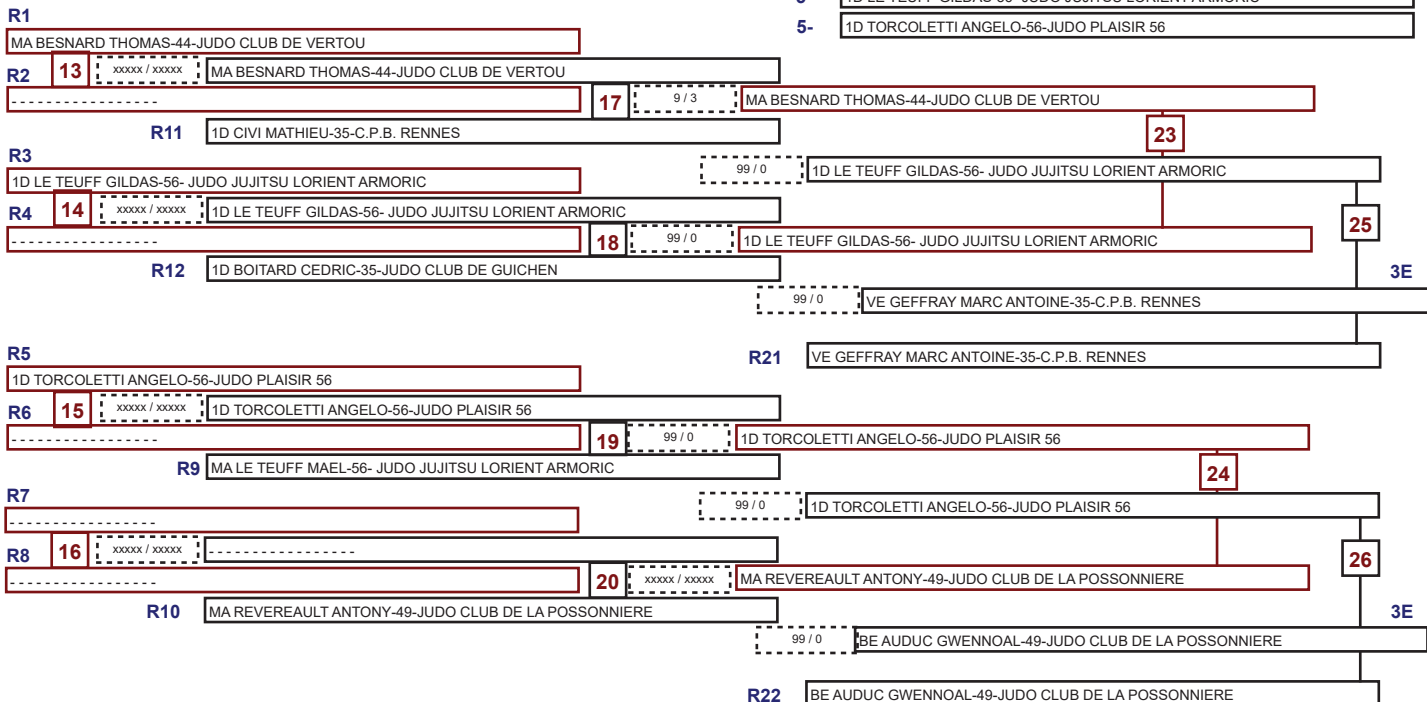 1D LE TEUFF GILDAS-56- JUDO JUJITSU LORIENT ARMORIC
R1
5- 1D TORCOLETTI ANGELO-56-JUDO PLAISIR 56
MA BESNARD THOMAS-44-JUDO CLUB DE VERTOU
R2 13 xxxxx / xxxxx MA BESNARD THOMAS-44-JUDO CLUB DE VERTOU
- - - - - - - - - - - - - - - - - 17 9 / 3 MA BESNARD THOMAS-44-JUDO CLUB DE VERTOU
R11 1D CIVI MATHIEU-35-C.P.B. RENNES
23
R3
99 / 0 1D LE TEUFF GILDAS-56- JUDO JUJITSU LORIENT ARMORIC
1D LE TEUFF GILDAS-56- JUDO JUJITSU LORIENT ARMORIC
R4 14 xxxxx / xxxxx 1D LE TEUFF GILDAS-56- JUDO JUJITSU LORIENT ARMORIC
25
- - - - - - - - - - - - - - - - - 18 99 / 0 1D LE TEUFF GILDAS-56- JUDO JUJITSU LORIENT ARMORIC
R12 1D BOITARD CEDRIC-35-JUDO CLUB DE GUICHEN
3E
99 / 0 VE GEFFRAY MARC ANTOINE-35-C.P.B. RENNES
R5
R21 VE GEFFRAY MARC ANTOINE-35-C.P.B. RENNES
1D TORCOLETTI ANGELO-56-JUDO PLAISIR 56
R6 15 xxxxx / xxxxx 1D TORCOLETTI ANGELO-56-JUDO PLAISIR 56
- - - - - - - - - - - - - - - - - 19 99 / 0 1D TORCOLETTI ANGELO-56-JUDO PLAISIR 56
R9 MA LE TEUFF MAEL-56- JUDO JUJITSU LORIENT ARMORIC
24
R7
99 / 0 1D TORCOLETTI ANGELO-56-JUDO PLAISIR 56
- - - - - - - - - - - - - - - - -
R8 16 xxxxx / xxxxx - - - - - - - - - - - - - - - - -
26
- - - - - - - - - - - - - - - - - 20 xxxxx / xxxxx MA REVEREAULT ANTONY-49-JUDO CLUB DE LA POSSONNIERE
R10 MA REVEREAULT ANTONY-49-JUDO CLUB DE LA POSSONNIERE
3E
99 / 0 BE AUDUC GWENNOAL-49-JUDO CLUB DE LA POSSONNIERE
R22 BE AUDUC GWENNOAL-49-JUDO CLUB DE LA POSSONNIERE